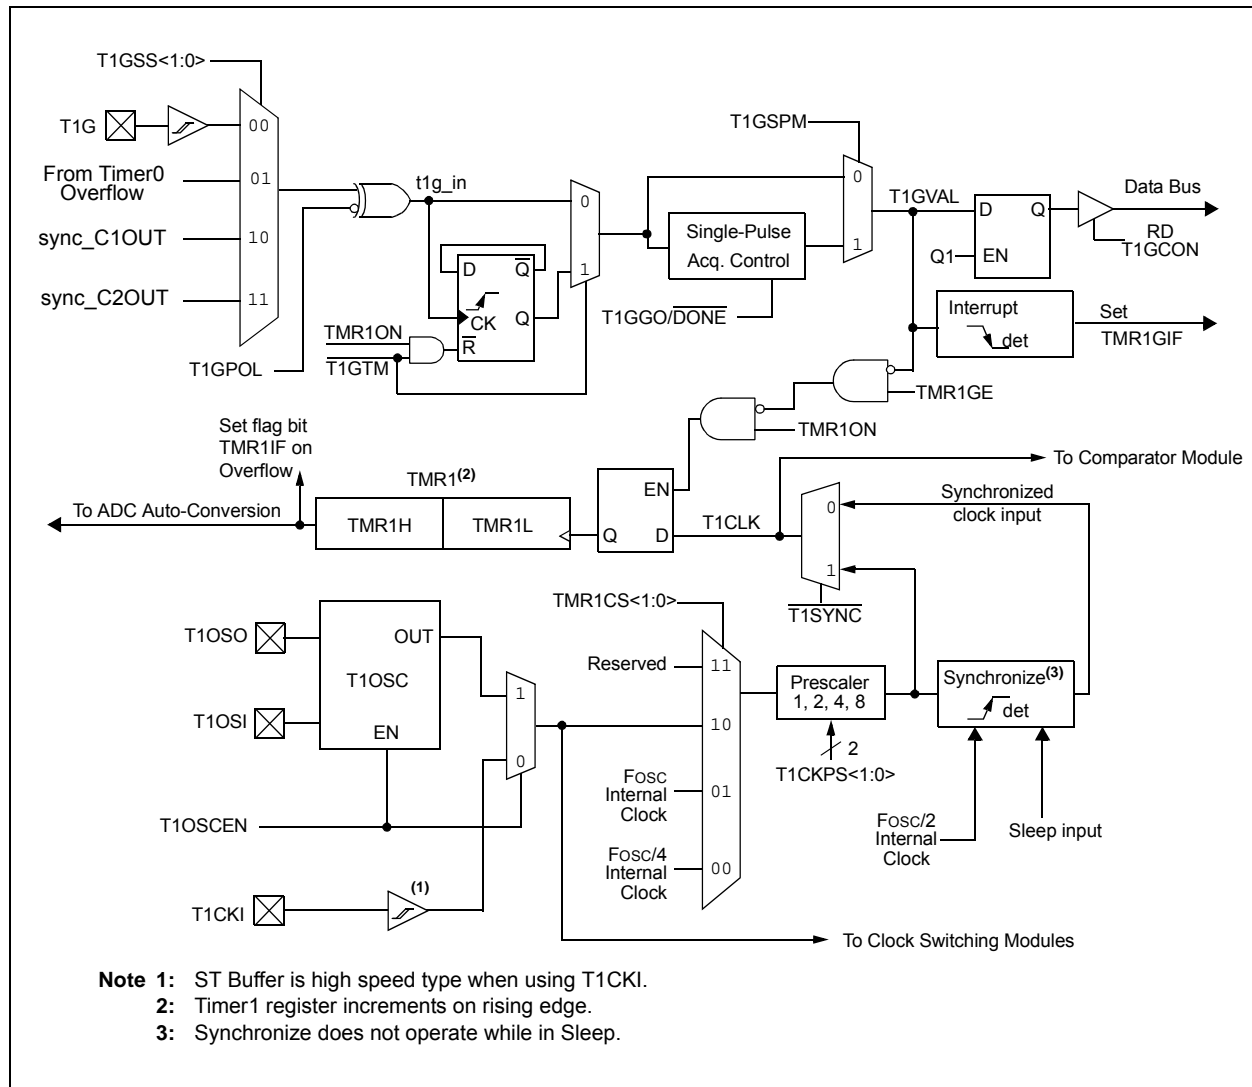 T1GSS<1:0>
T1G
00
From Timer0
Overflow
01
sync_C1OUT
10
sync_C2OUT
11
T1GPOL
t1g_in
0
1
D
Q
CK
Q
R
TMR1ON
T1GTM
T1GSPM
0
1
Single-Pulse
Acq. Control
T1GGO/DONE
T1GVAL
D
Q
Q1
EN
Data Bus
RD
T1GCON
Interrupt
det
Set
TMR1GIF
TMR1GE
TMR1ON
Set flag bit
TMR1IF on
Overflow
To ADC Auto-Conversion
TMR1(2)
TMR1H
TMR1L
EN
Q
D
T1CLK
To Comparator Module
Synchronized
clock input
0
1
T1SYNC
T1OSO
T1OSI
OUT
T1OSC
EN
1
0
T1OSCEN
T1CKI
(1)
TMR1CS<1:0>
Reserved
11
10
FOSC
Internal
Clock
01
FOSC/4
Internal
Clock
00
Prescaler
1, 2, 4, 8
2
T1CKPS<1:0>
Synchronize(3)
det
FOSC/2
Internal
Clock
Sleep input
To Clock Switching Modules
Note 1: ST Buffer is high speed type when using T1CKI.
2: Timer1 register increments on rising edge.
3: Synchronize does not operate while in Sleep.